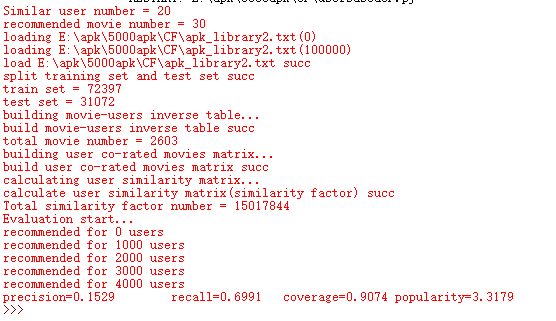 Similar user number = 20
recommended movie number = 30
loading E:\apk\5000apk\CF\apk_library2.txt(0)
loading E:\apk\5000apk\CF\apk_library2.txt(100000)
load E:\apk\5000apk\CF\apk_library2.txt succ
split training set and test set succ
train set = 72397
test set = 31072
building movie-users inverse table...
build movie-users inverse table succ
total movie number = 2603
building user co-rated movies matrix...
build user co-rated movies matrix succ
calculating user similarity matrix...
calculate user similarity matrix(similarity factor) succ
Total similarity factor number = 15017844
Evaluation start...
recommended for 0 users
recommended for 1000 users
recommended for 2000 users
recommended for 3000 users
recommended for 4000 users
precision=0.1529 recall=0.6991 coverage=0.9074 popularity=3.3179
>>>